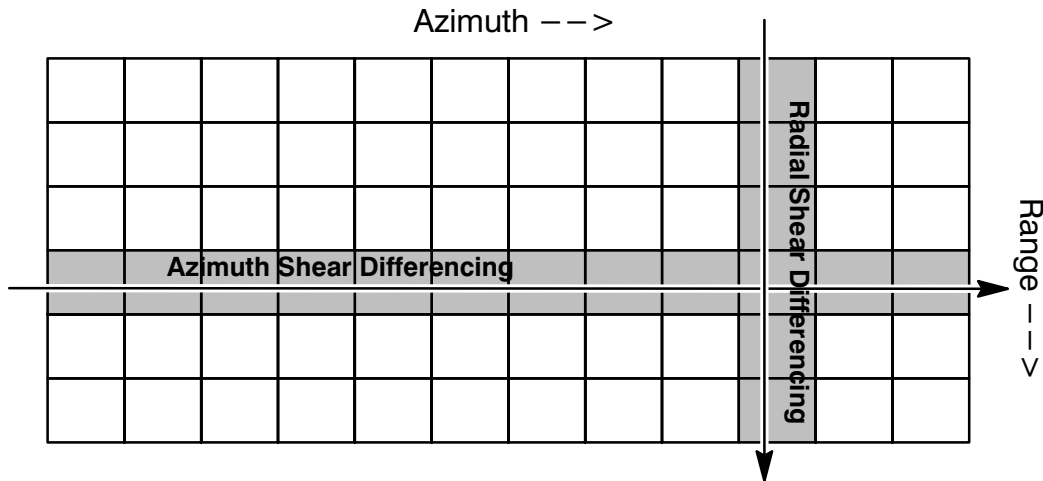 Azimuth −−>
Radial Shear Differencing
Azimuth Shear Differencing
Range −−>